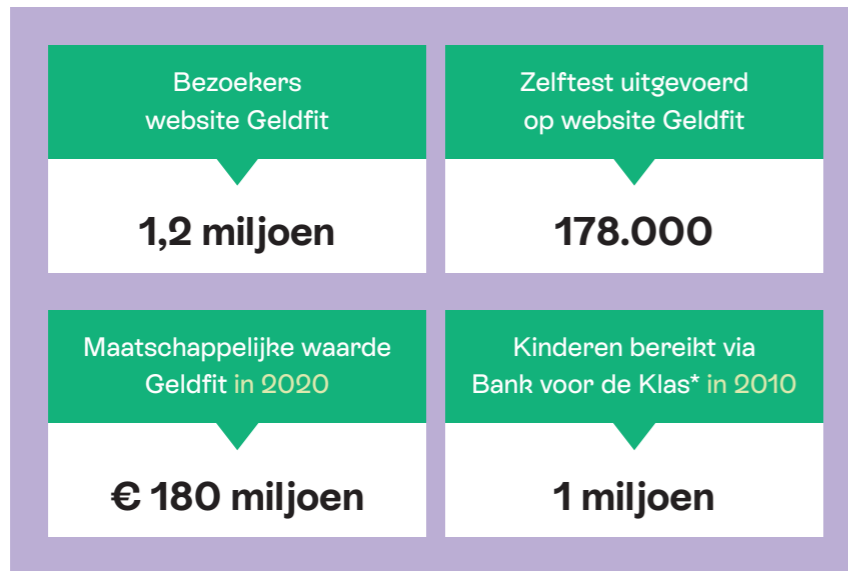 Bezoekers
website Geldfit
1,2 miljoen
Zelftest uitgevoerd
op website Geldfit
178.000
Maatschappelijke waarde
Geldfit in 2020
€ 180 miljoen
Kinderen bereikt via
Bank voor de Klas* in 2010
1 miljoen